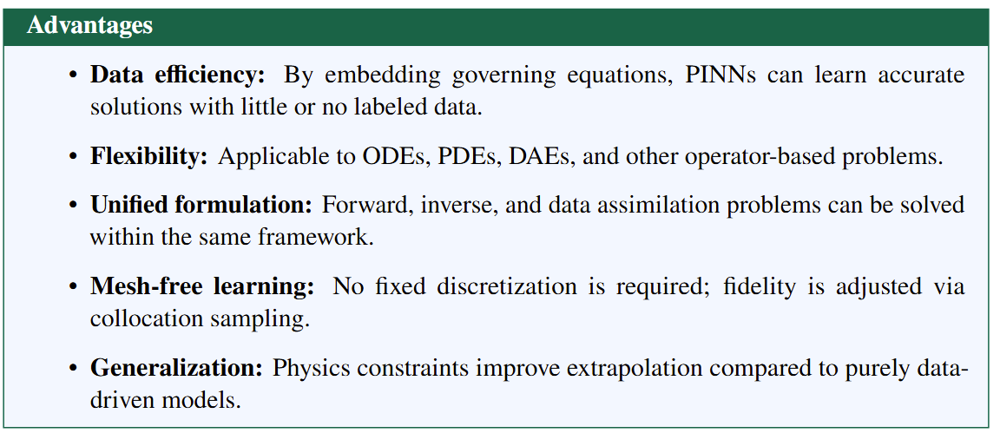 Advantages
• Data efficiency: By embedding governing equations, PINNs can learn accurate
solutions with little or no labeled data.
• Flexibility: Applicable to ODEs, PDEs, DAEs, and other operator-based problems.
• Unified formulation: Forward, inverse, and data assimilation problems can be solved
within the same framework.
• Mesh-free learning: No fixed discretization is required; fidelity is adjusted via
collocation sampling.
• Generalization: Physics constraints improve extrapolation compared to purely data-
driven models.